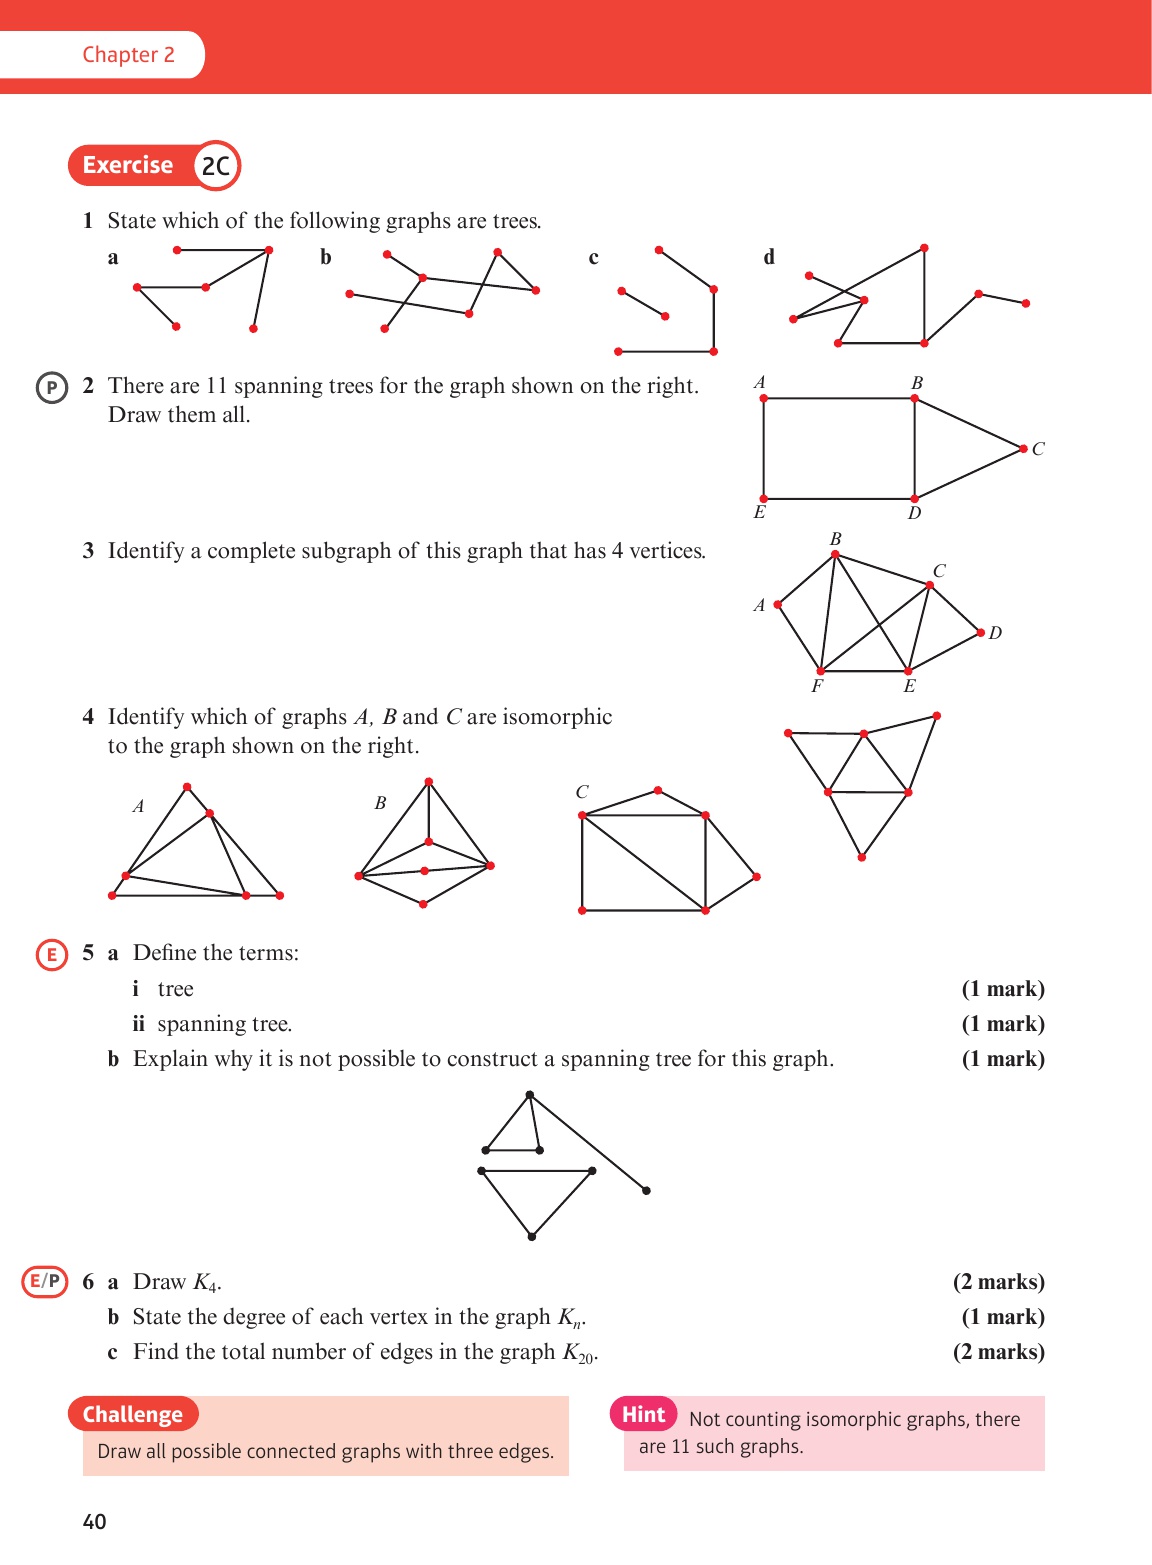 Chapter 2
Exercise 2C
1 State which of the following graphs are trees.
a b c d
P 2 There are 11 spanning trees for the graph shown on the right.
Draw them all.
A B
C
E D
3 Identify a complete subgraph of this graph that has 4 vertices.
B
C
A
D
F E
4 Identify which of graphs A, B and C are isomorphic
to the graph shown on the right.
A B C
E 5 a Define the terms:
i tree (1 mark)
ii spanning tree. (1 mark)
b Explain why it is not possible to construct a spanning tree for this graph. (1 mark)
E/P 6 a Draw K₄. (2 marks)
b State the degree of each vertex in the graph Kₙ. (1 mark)
c Find the total number of edges in the graph K₂₀. (2 marks)
Challenge
Draw all possible connected graphs with three edges.
Hint Not counting isomorphic graphs, there
are 11 such graphs.
40